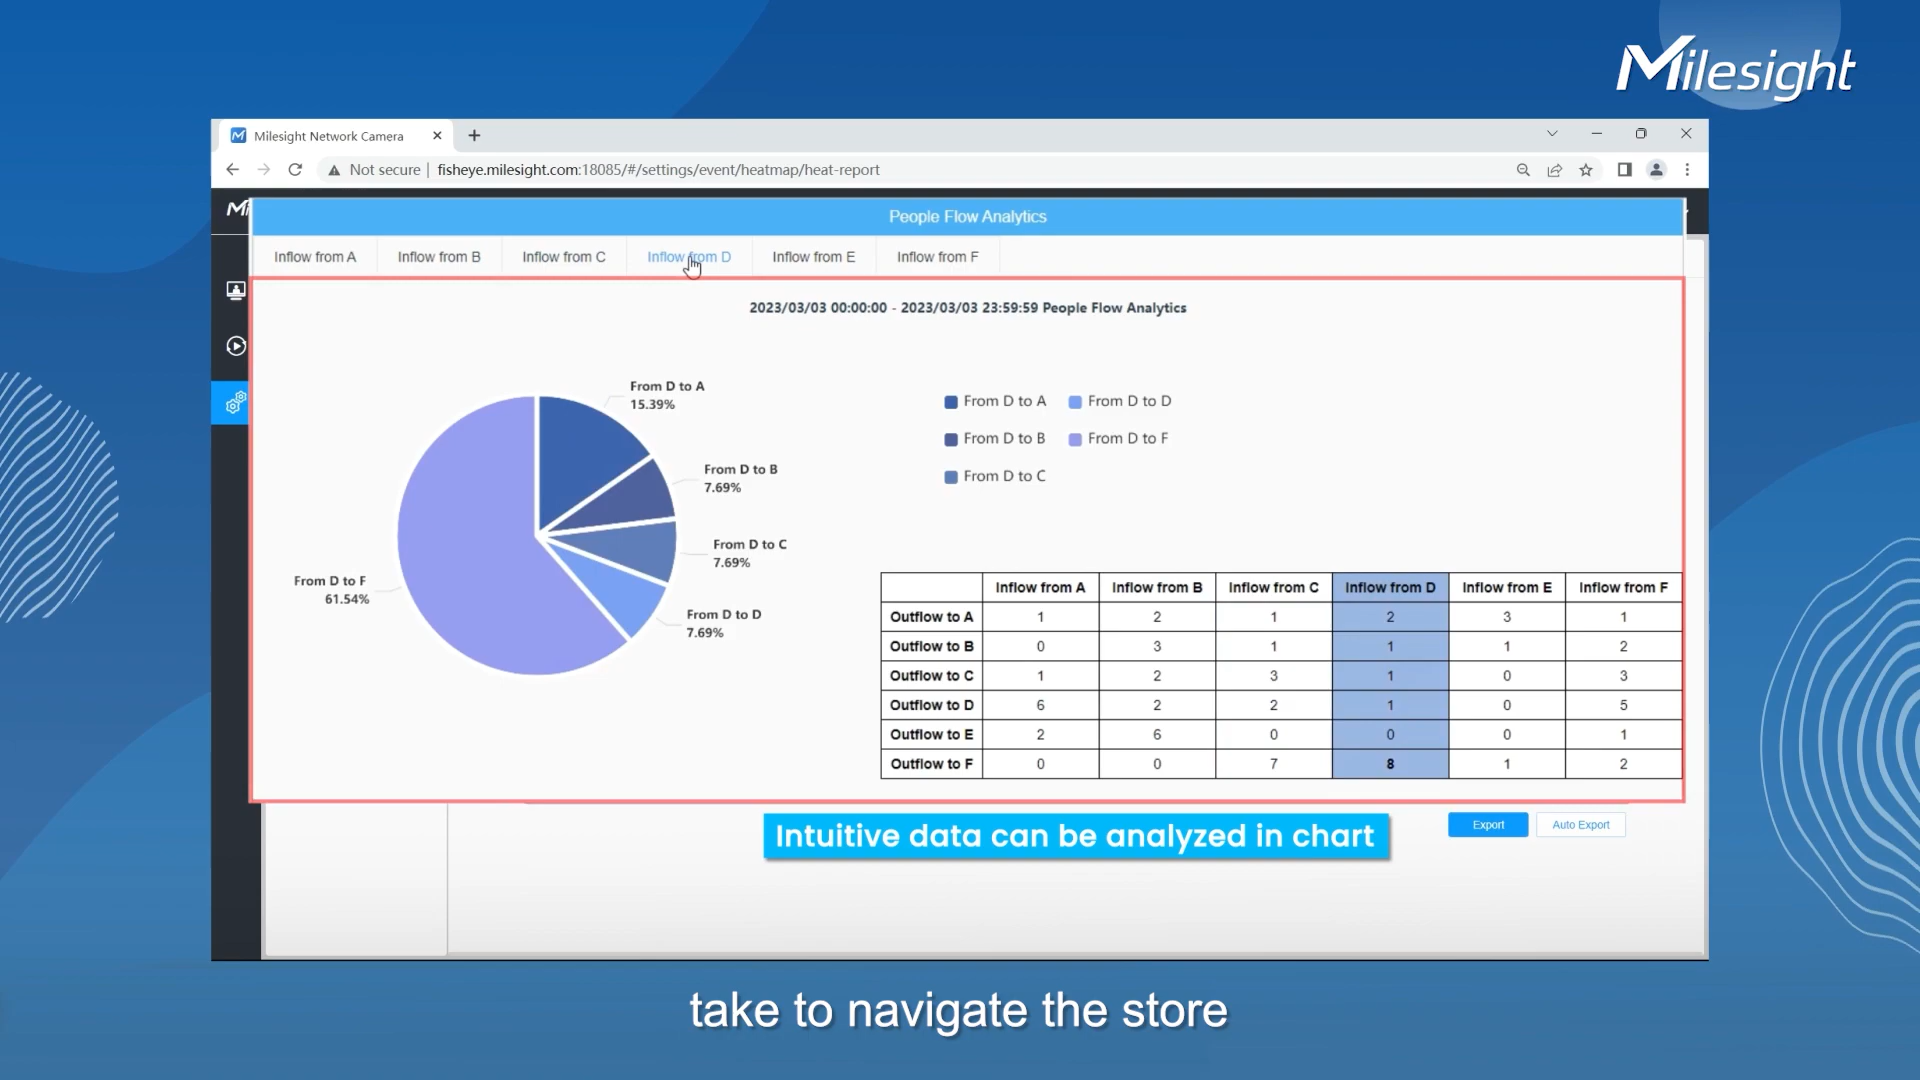 Milesight
Milesight Network Camera
Not secure | fisheye.milesight.com:18085/#/settings/event/heatmap/heat-report
Mi
People Flow Analytics
Inflow from A Inflow from B Inflow from C Inflow from D Inflow from E Inflow from F
2023/03/03 00:00:00 - 2023/03/03 23:59:59 People Flow Analytics
From D to A
15.39%
From D to B
7.69%
From D to C
7.69%
From D to D
7.69%
From D to F
61.54%
From D to A From D to D
From D to B From D to F
From D to C
Inflow from A Inflow from B Inflow from C Inflow from D Inflow from E Inflow from F
Outflow to A 1 2 1 2 3 1
Outflow to B 0 3 1 1 1 2
Outflow to C 1 2 3 1 0 3
Outflow to D 6 2 2 1 0 5
Outflow to E 2 6 0 0 0 1
Outflow to F 0 0 7 8 1 2
Intuitive data can be analyzed in chart
Export Auto Export
take to navigate the store